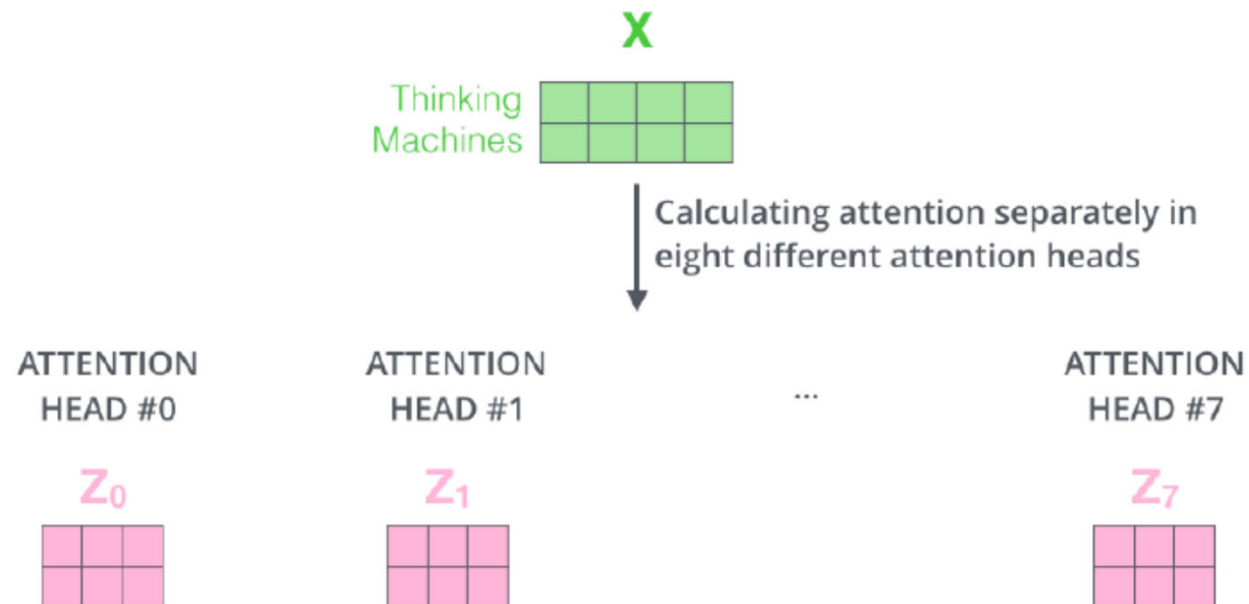 X
Thinking
Machines
Calculating attention separately in
eight different attention heads
ATTENTION
HEAD #0
ATTENTION
HEAD #1
...
ATTENTION
HEAD #7
Z0
Z1
Z7